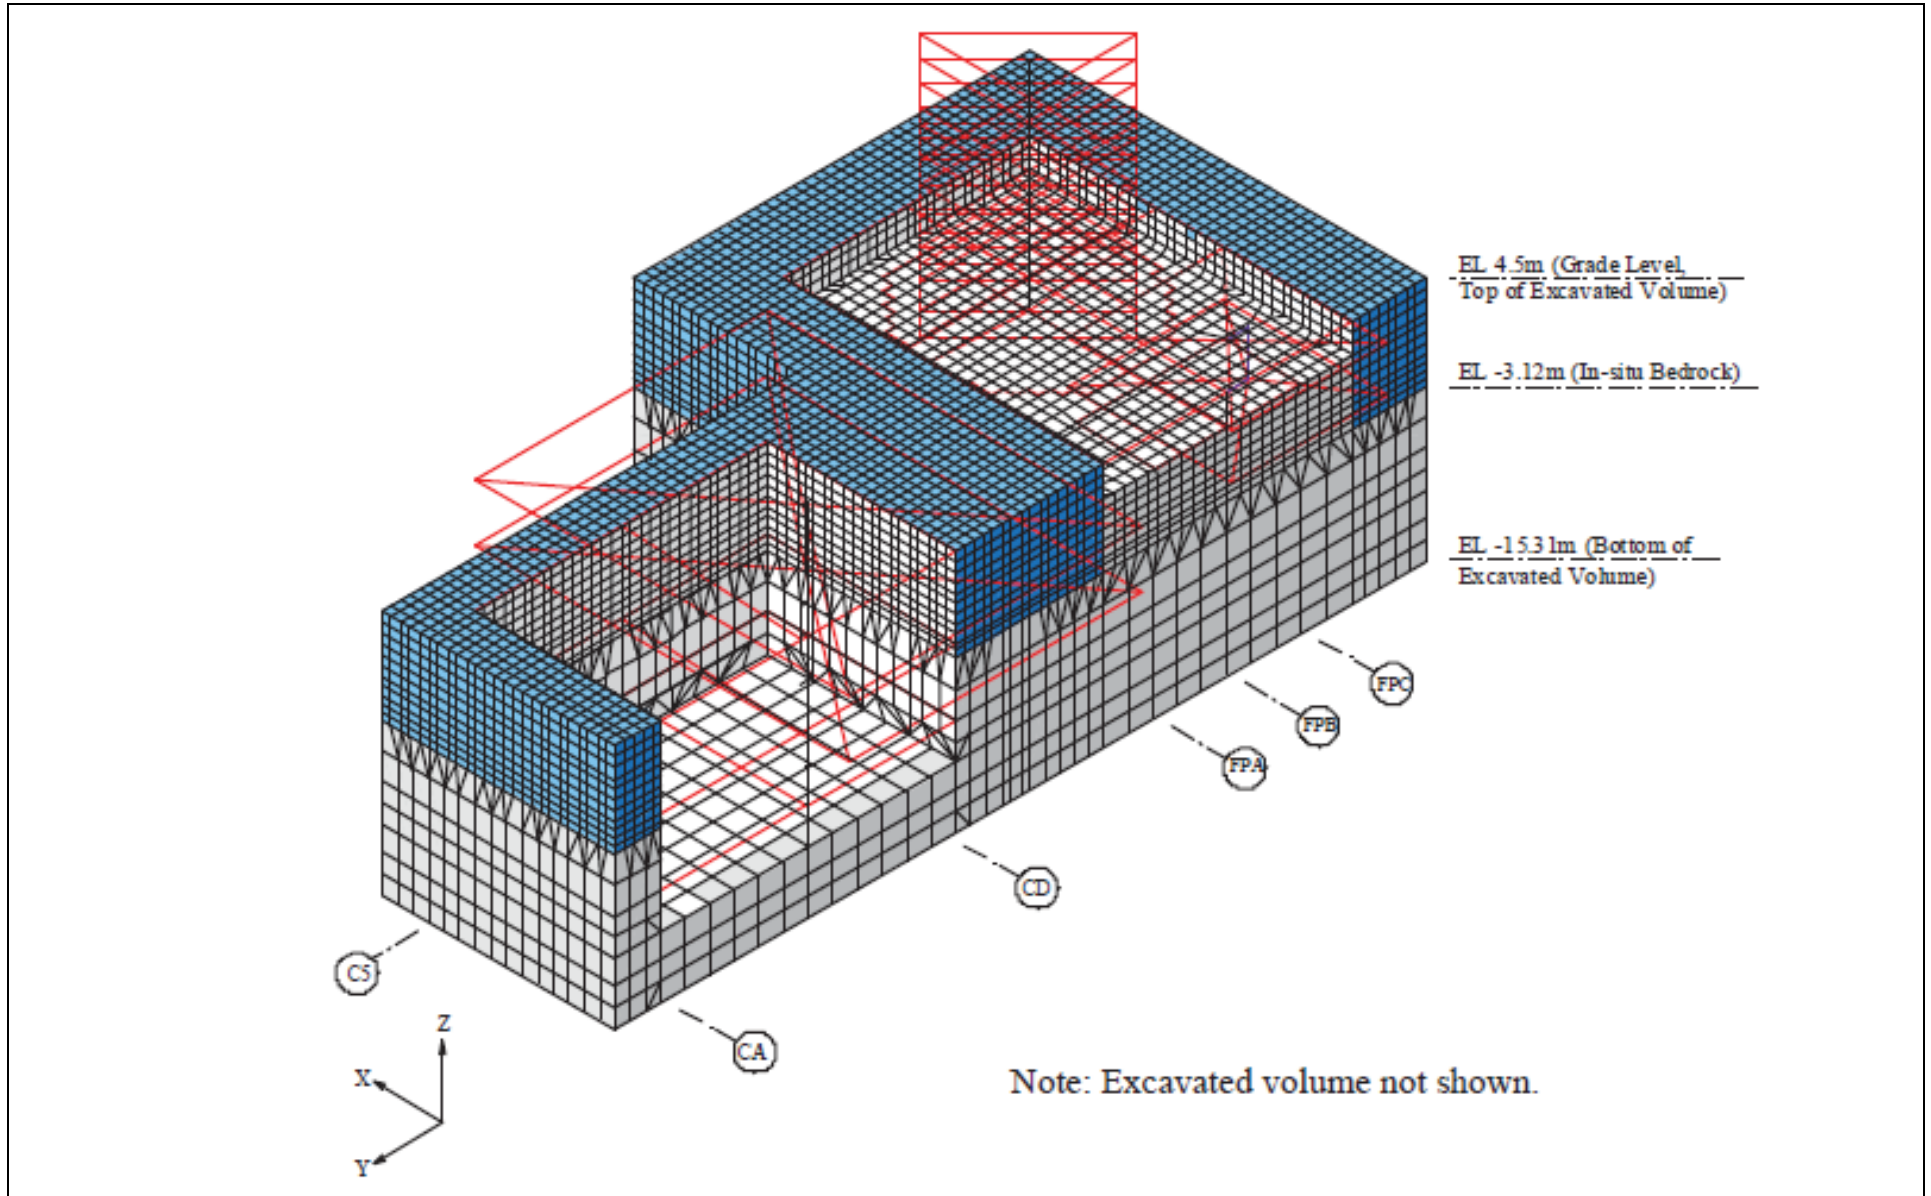 EL 4.5m (Grade Level,
Top of Excavated Volume)
EL -3.12m (In-situ Bedrock)
EL -15.31m (Bottom of
Excavated Volume)
FPC
FPB
FPA
CD
C5
CA
Z
X
Y
Note: Excavated volume not shown.